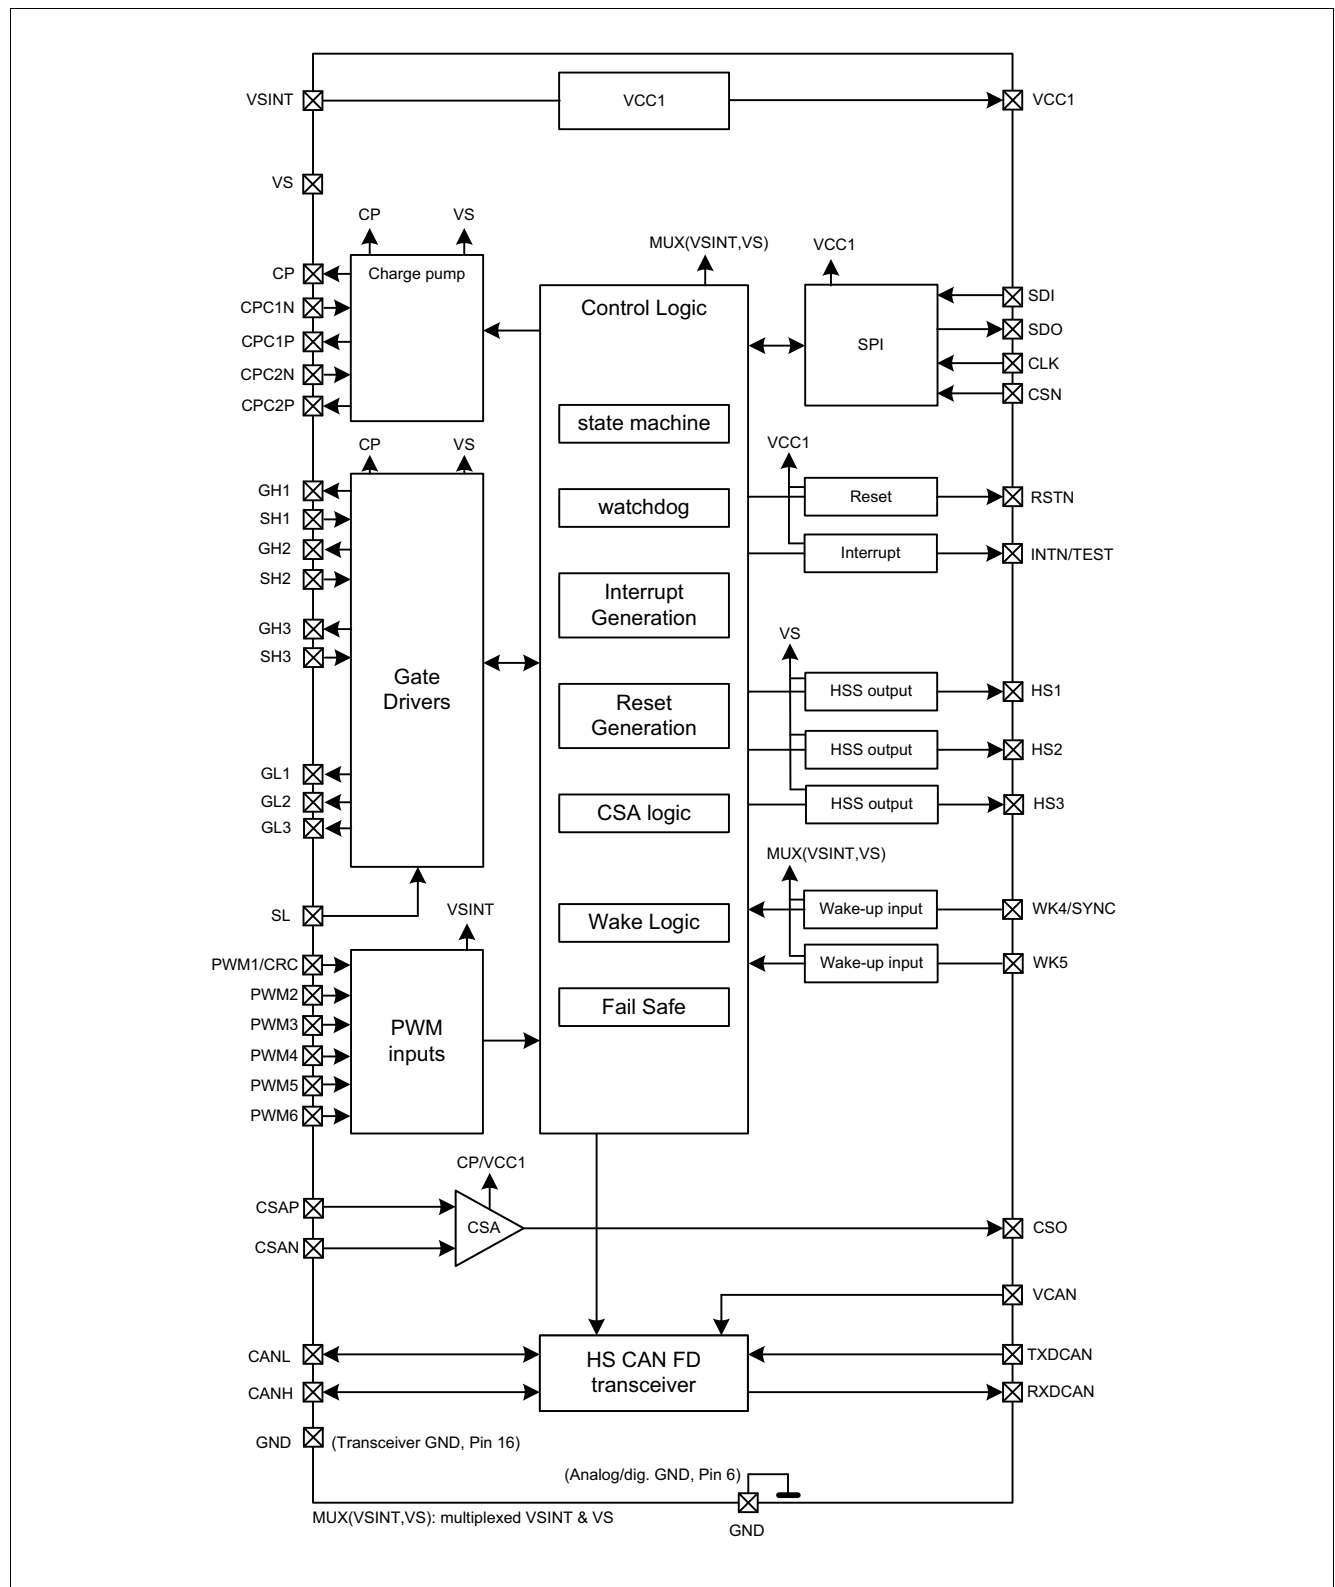 VSINT
VCC1
VCC1
VS
CP
VS
MUX(VSINT,VS)
VCC1
CP
CPC1N
CPC1P
CPC2N
CPC2P
Charge pump
Control Logic
SPI
SDI
SDO
CLK
CSN
state machine
CP
VS
VCC1
GH1
SH1
GH2
SH2
GH3
SH3
Gate
Drivers
GL1
GL2
GL3
SL
watchdog
Reset
RSTN
Interrupt
INTN/TEST
Interrupt
Generation
VS
Reset
Generation
HSS output
HS1
HSS output
HS2
HSS output
HS3
CSA logic
MUX(VSINT,VS)
Wake Logic
Wake-up input
WK4/SYNC
Wake-up input
WK5
VSINT
PWM1/CRC
PWM2
PWM3
PWM4
PWM5
PWM6
PWM
inputs
Fail Safe
CP/VCC1
CSAP
CSAN
CSA
CSO
VCAN
CANL
CANH
HS CAN FD
transceiver
TXDCAN
RXDCAN
GND
(Transceiver GND, Pin 16)
(Analog/dig. GND, Pin 6)
MUX(VSINT,VS): multiplexed VSINT & VS
GND